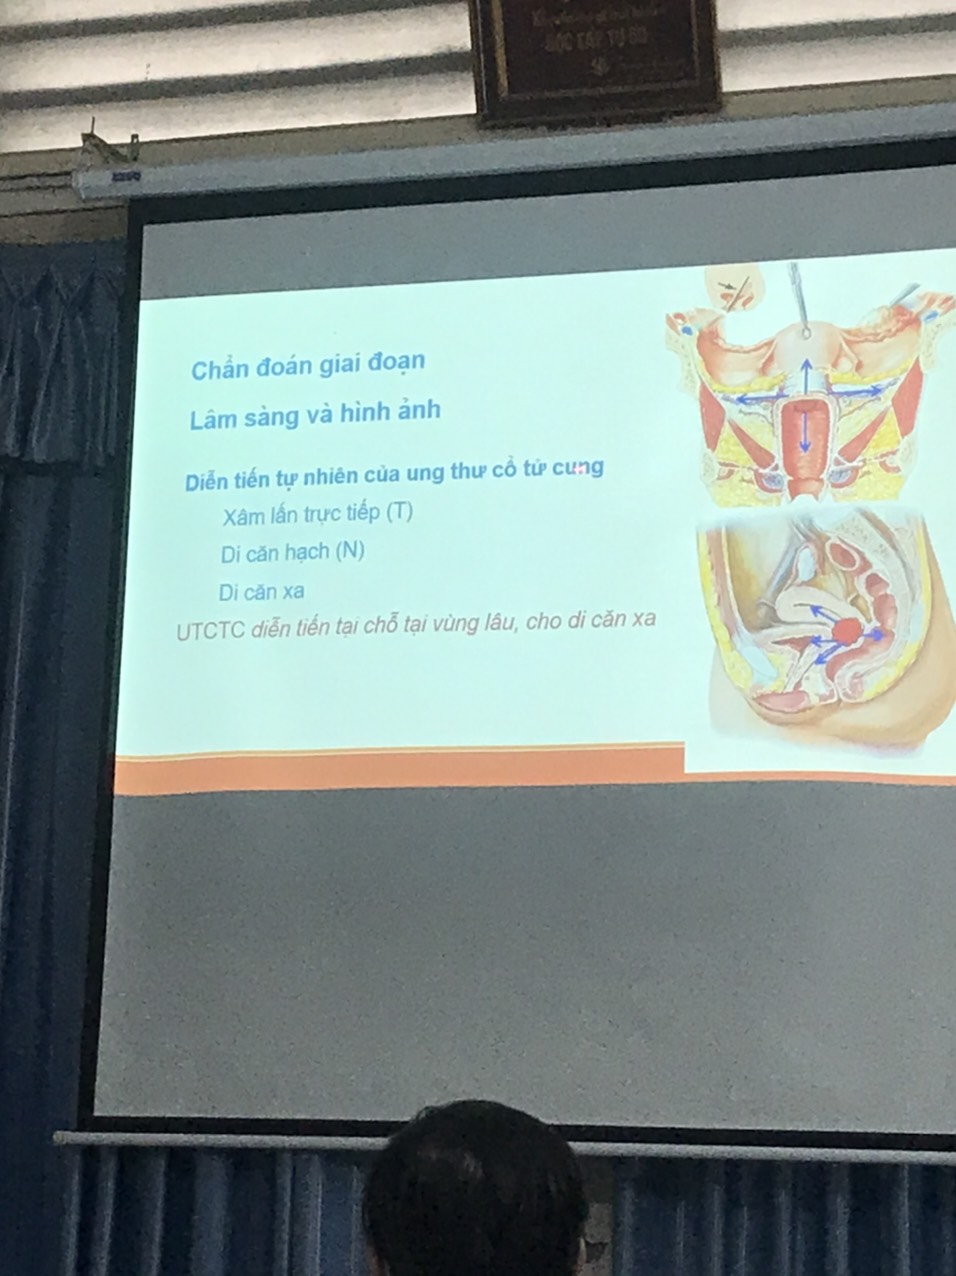 ĐỘC LẬP TỰ DO
Chẩn đoán giai đoạn
Lâm sàng và hình ảnh
Diễn tiến tự nhiên của ung thư cổ tử cung
Xâm lấn trực tiếp (T)
Di căn hạch (N)
Di căn xa
UTCTC diễn tiến tại chỗ tại vùng lâu, cho di căn xa